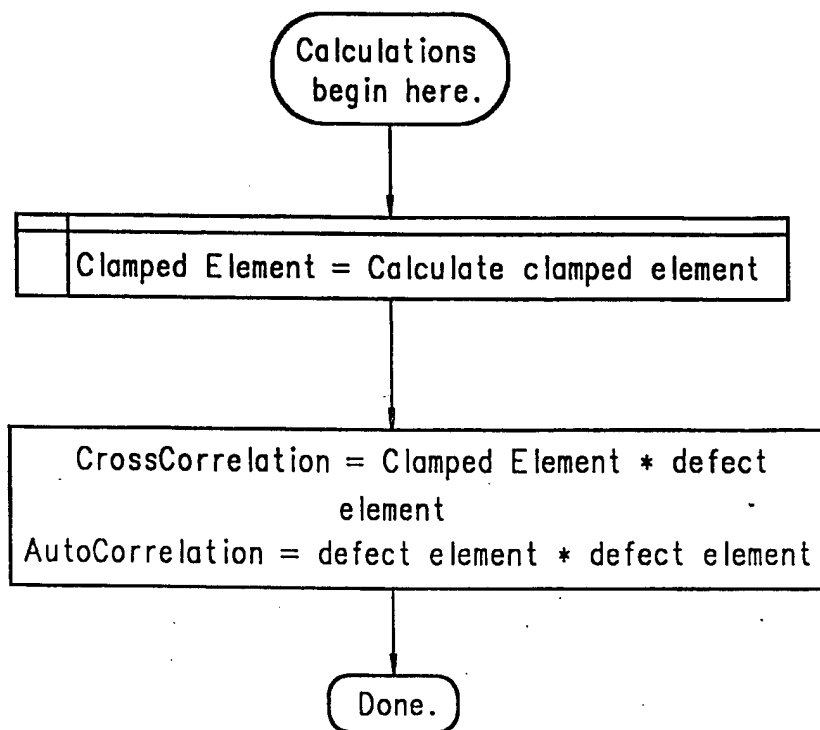 Calculations
begin here.
Clamped Element = Calculate clamped element
CrossCorrelation = Clamped Element * defect
element
AutoCorrelation = defect element * defect element
Done.